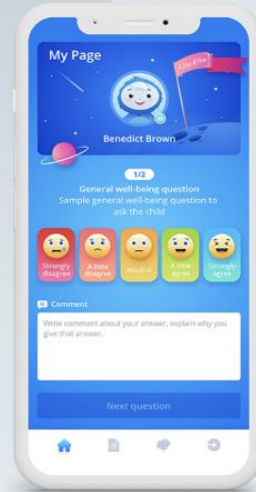 My Page
Life-Kite
Benedict Brown
1/2
General well-being question
Sample general well-being question to
ask the child
Strongly disagree
A little disagree
Neutral
A little agree
Strongly agree
Comment
Write comment about your answer, explain why you
give that answer.
Next question